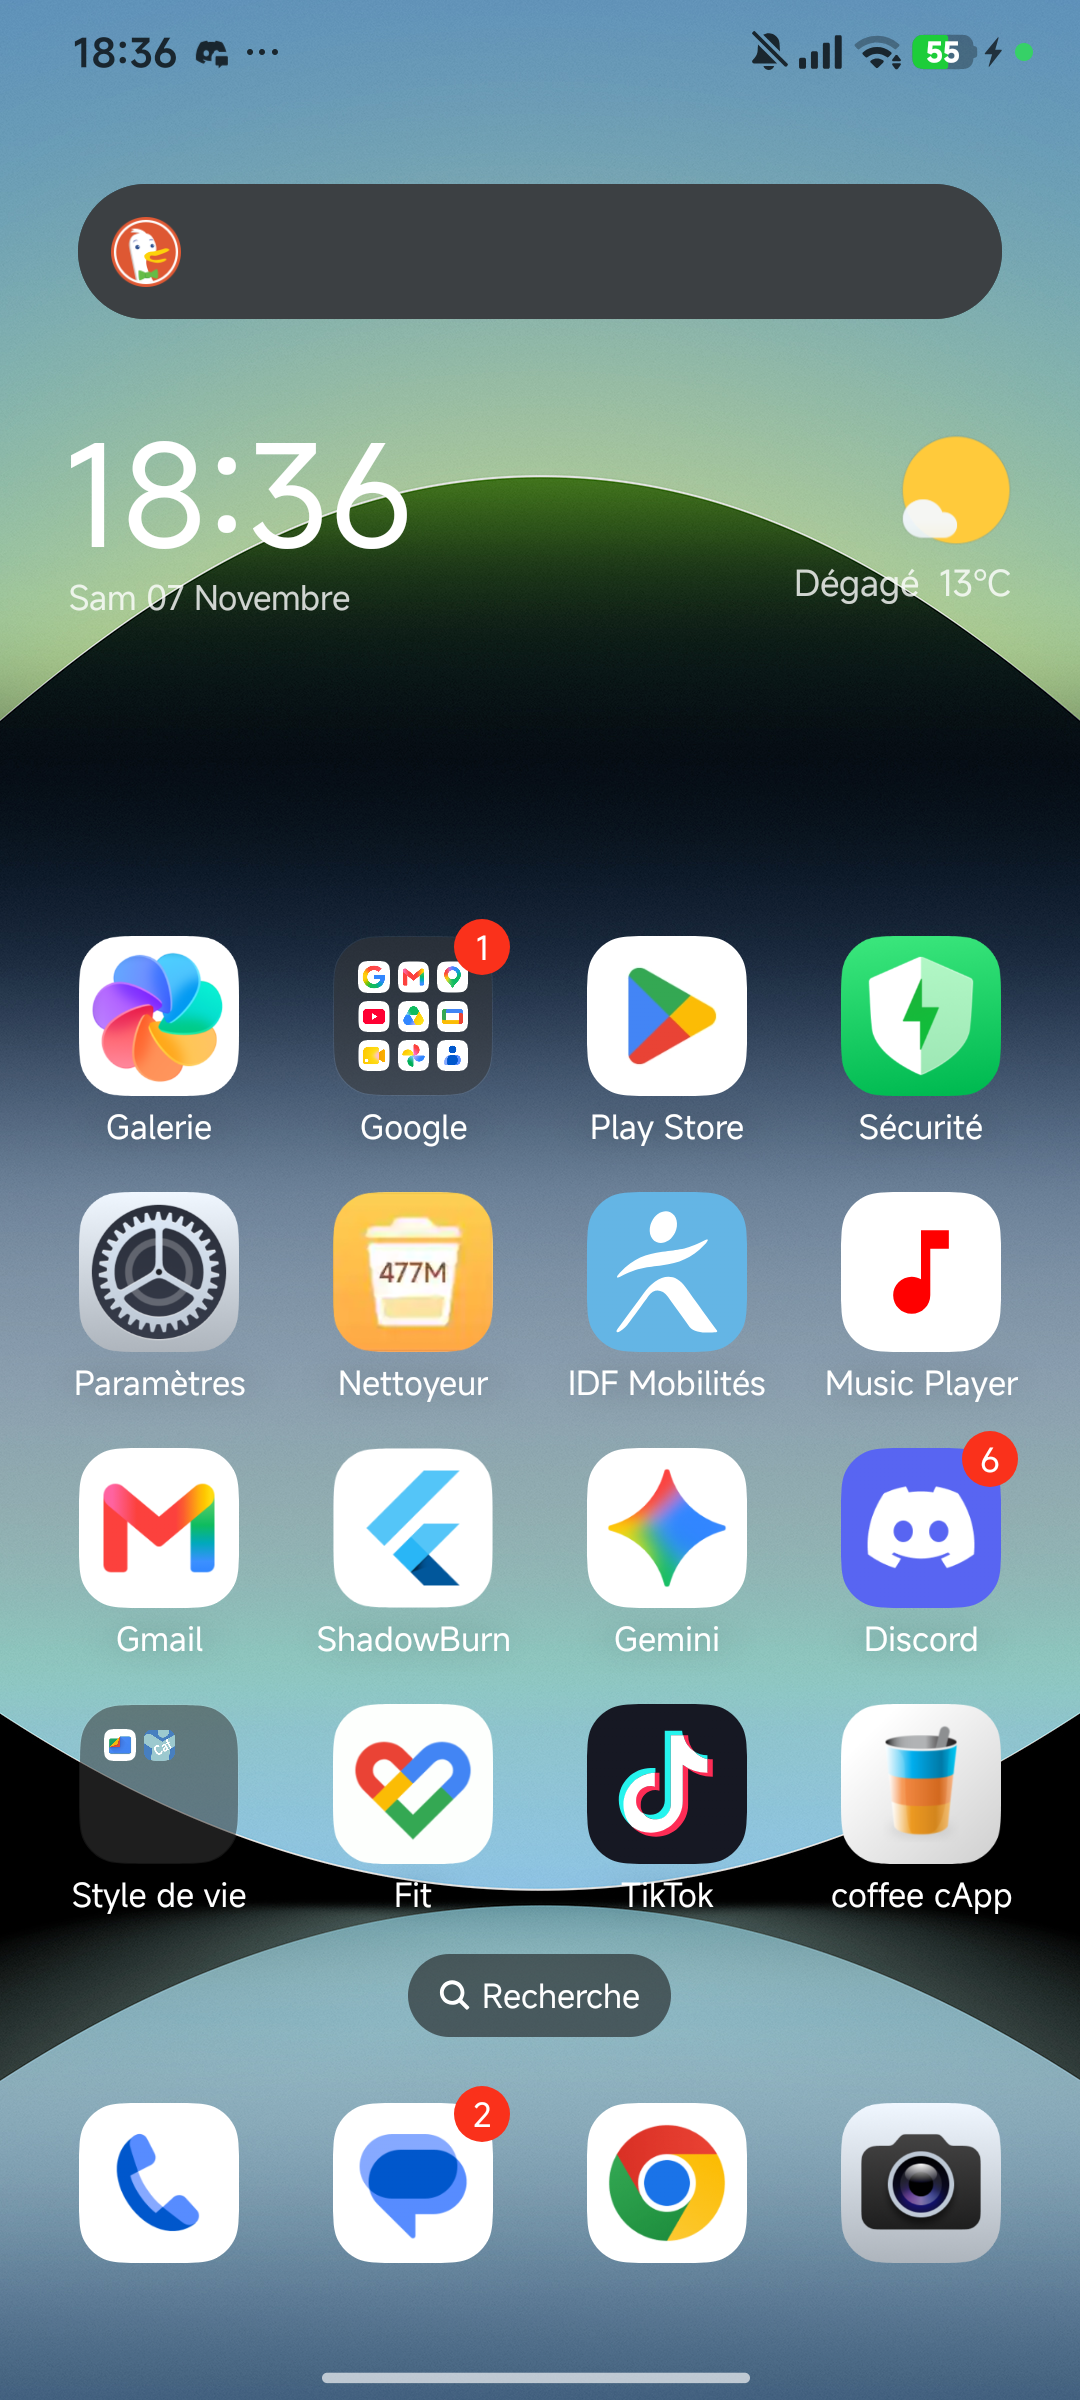 18:36 ... 55
18:36
Sam 07 Novembre
Dégagé 13°C
1
Galerie Google Play Store Sécurité
477M
Paramètres Nettoyeur IDF Mobilités Music Player
6
Gmail ShadowBurn Gemini Discord
Cal
Style de vie Fit TikTok coffee cApp
Recherche
2